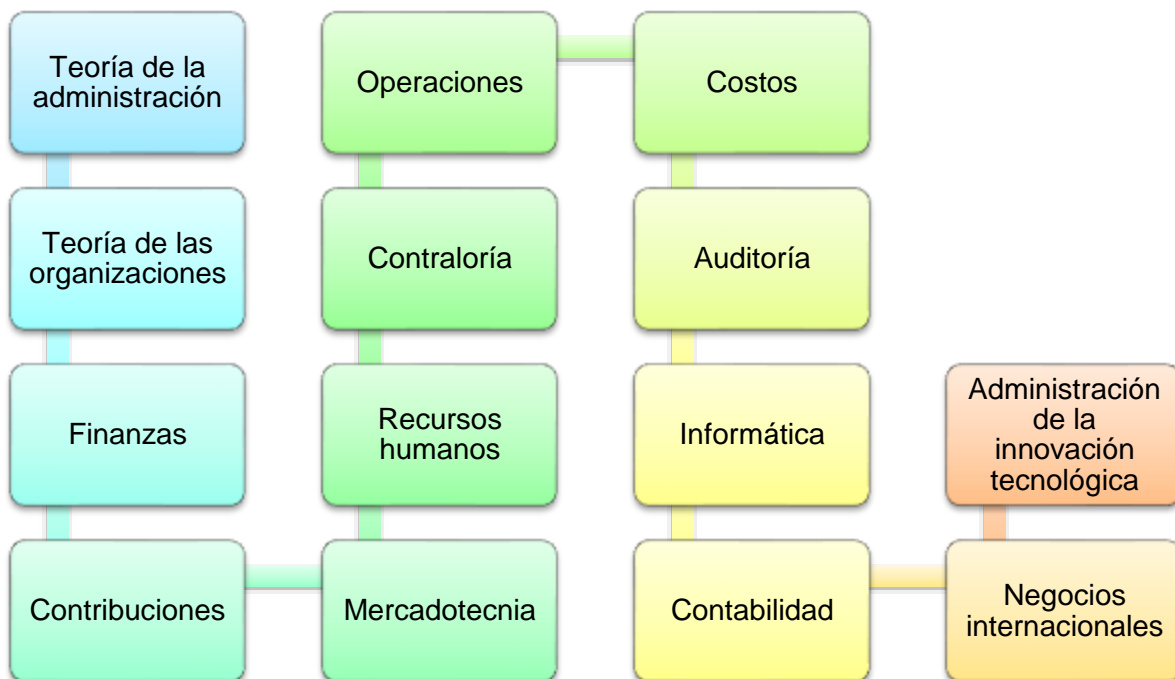 Teoría de la
administración
Teoría de las
organizaciones
Finanzas
Contribuciones
Mercadotecnia
Recursos
humanos
Contraloría
Operaciones
Costos
Auditoría
Informática
Contabilidad
Negocios
internacionales
Administración
de la
innovación
tecnológica